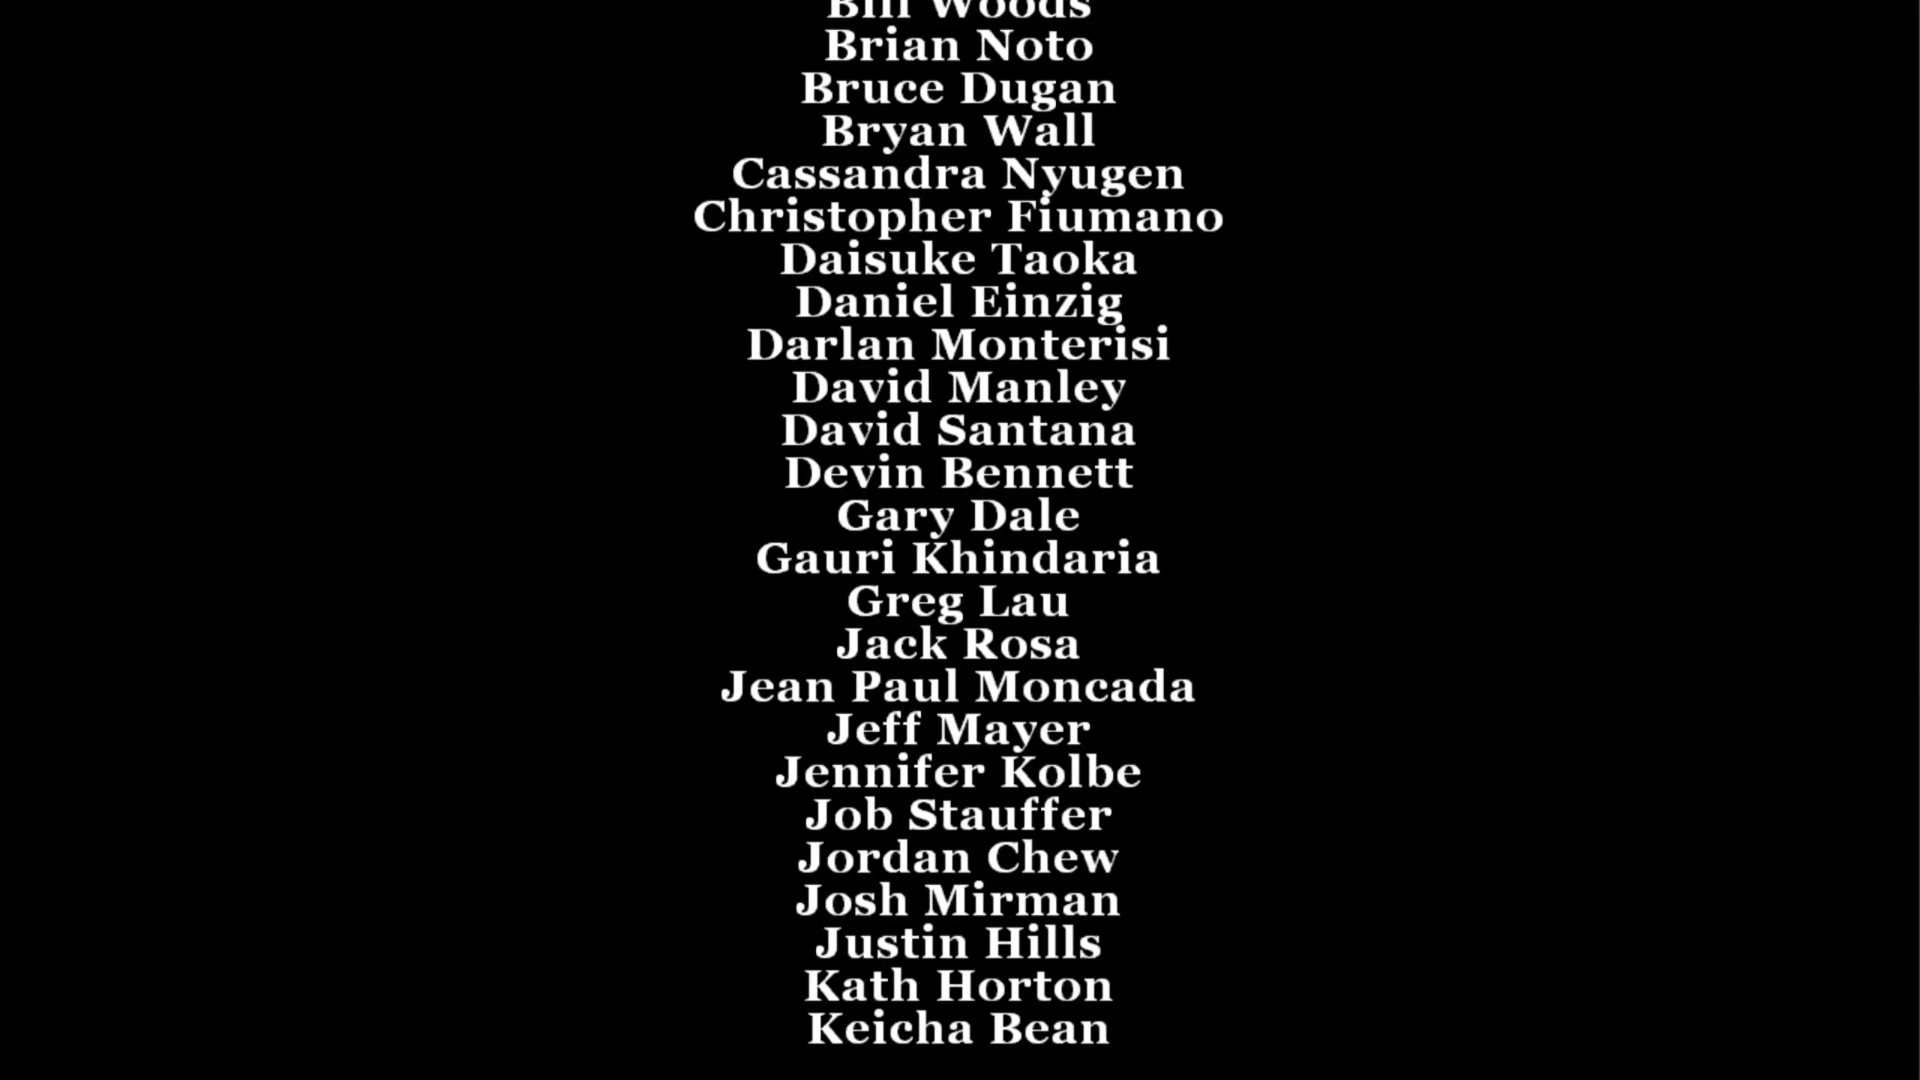 Bill Woods
Brian Noto
Bruce Dugan
Bryan Wall
Cassandra Nyugen
Christopher Fiumano
Daisuke Taoka
Daniel Einzig
Darlan Monterisi
David Manley
David Santana
Devin Bennett
Gary Dale
Gauri Khindaria
Greg Lau
Jack Rosa
Jean Paul Moncada
Jeff Mayer
Jennifer Kolbe
Job Stauffer
Jordan Chew
Josh Mirman
Justin Hills
Kath Horton
Keicha Bean